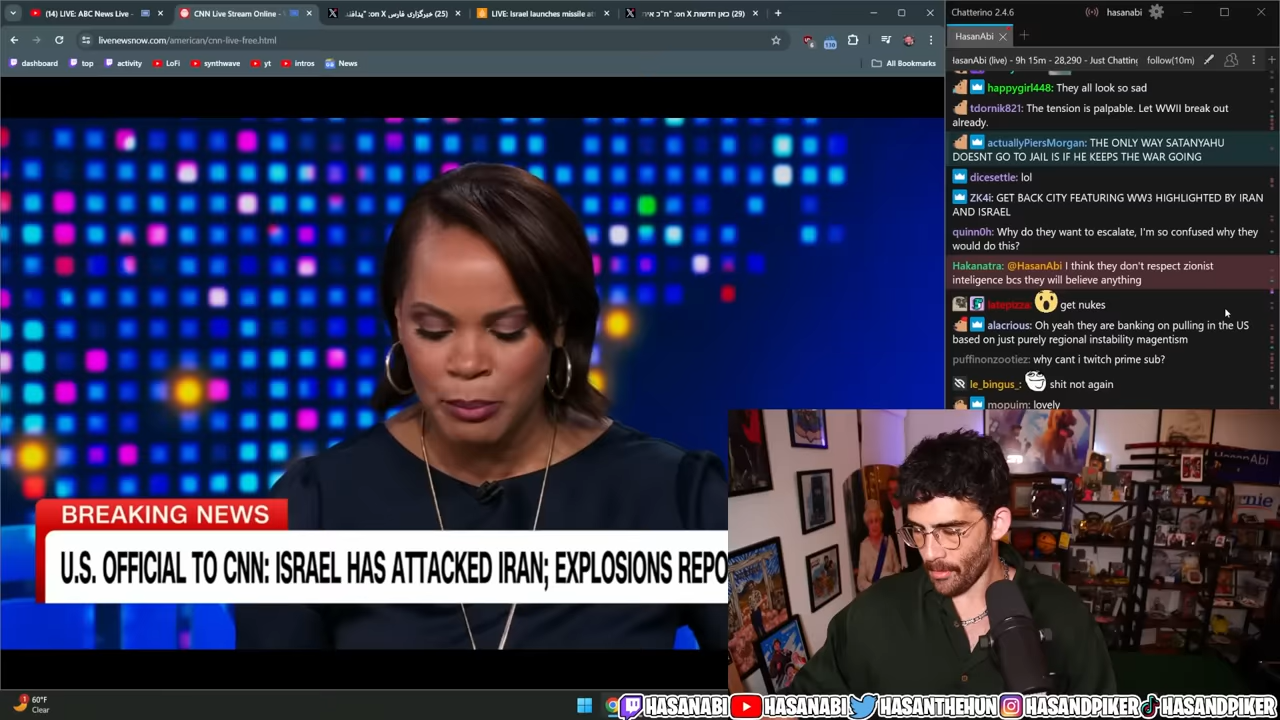 (14) LIVE: ABC News Live -
CNN Live Stream Online -
(25) خبرگزاری فارس on X: "پدافند
LIVE: Israel launches missile at
(29) כאן חדשות on X: "ח"כ איי
livenewsnow.com/american/cnn-live-free.html
dashboard
top
activity
LoFi
synthwave
yt
intros
News
All Bookmarks
130
BREAKING NEWS
U.S. OFFICIAL TO CNN: ISRAEL HAS ATTACKED IRAN; EXPLOSIONS REPO
Chatterino 2.4.6
hasanabi
HasanAbi
HasanAbi (live) - 9h 15m - 28,290 - Just Chatting
follow(10m)
happygirl448: They all look so sad
tdornik821: The tension is palpable. Let WWII break out
already.
actuallyPiersMorgan: THE ONLY WAY SATANYAHU
DOESNT GO TO JAIL IS IF HE KEEPS THE WAR GOING
dicesettle: lol
ZK4i: GET BACK CITY FEATURING WW3 HIGHLIGHTED BY IRAN
AND ISRAEL
quinn0h: Why do they want to escalate, I'm so confused why they
would do this?
Hakanatra: @HasanAbi I think they don't respect zionist
inteligence bcs they will believe anything
latepizza: get nukes
alacrious: Oh yeah they are banking on pulling in the US
based on just purely regional instability magentism
puffinonzootiez: why cant i twitch prime sub?
le_bingus_: shit not again
mopuim: lovely
HasanAbi
ernie
1
60°F
Clear
HASANABI
HASANABI
HASANTHEHUN
HASANDPIKER
HASANDPIKER